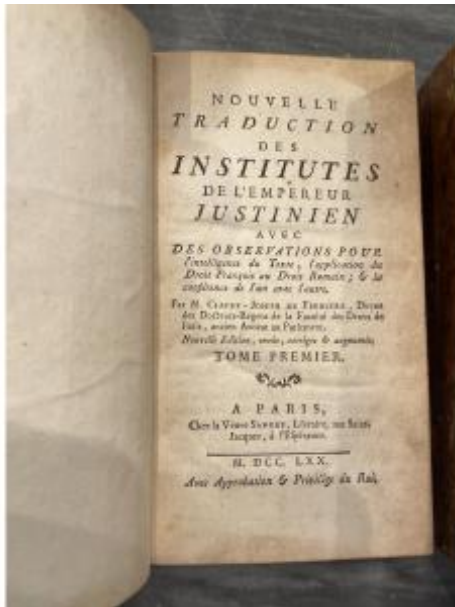 NOUVELLE
TRADUCTION
DES
INSTITUTES
DE L'EMPEREUR
JUSTINIEN
AVEC
DES OBSERVATIONS POUR
l'intelligence du Texte, l'application du
Droit François au Droit Romain; & la
conférence de l'un avec l'autre.
Par M. CLAUDE-JOSEPH DE FERRIERE, Doyen
des Docteurs-Régens de la Faculté des Droits de
Paris, ancien Avocat au Parlement.
Nouvelle Edition, revûe, corrigée & augmentée,
TOME PREMIER.
A PARIS,
Chez la Veuve Libraire, rue Saint
Jacques, à l'Espérance.
M. DCC. LXX.
Avec Approbation & Privilége du Roi.